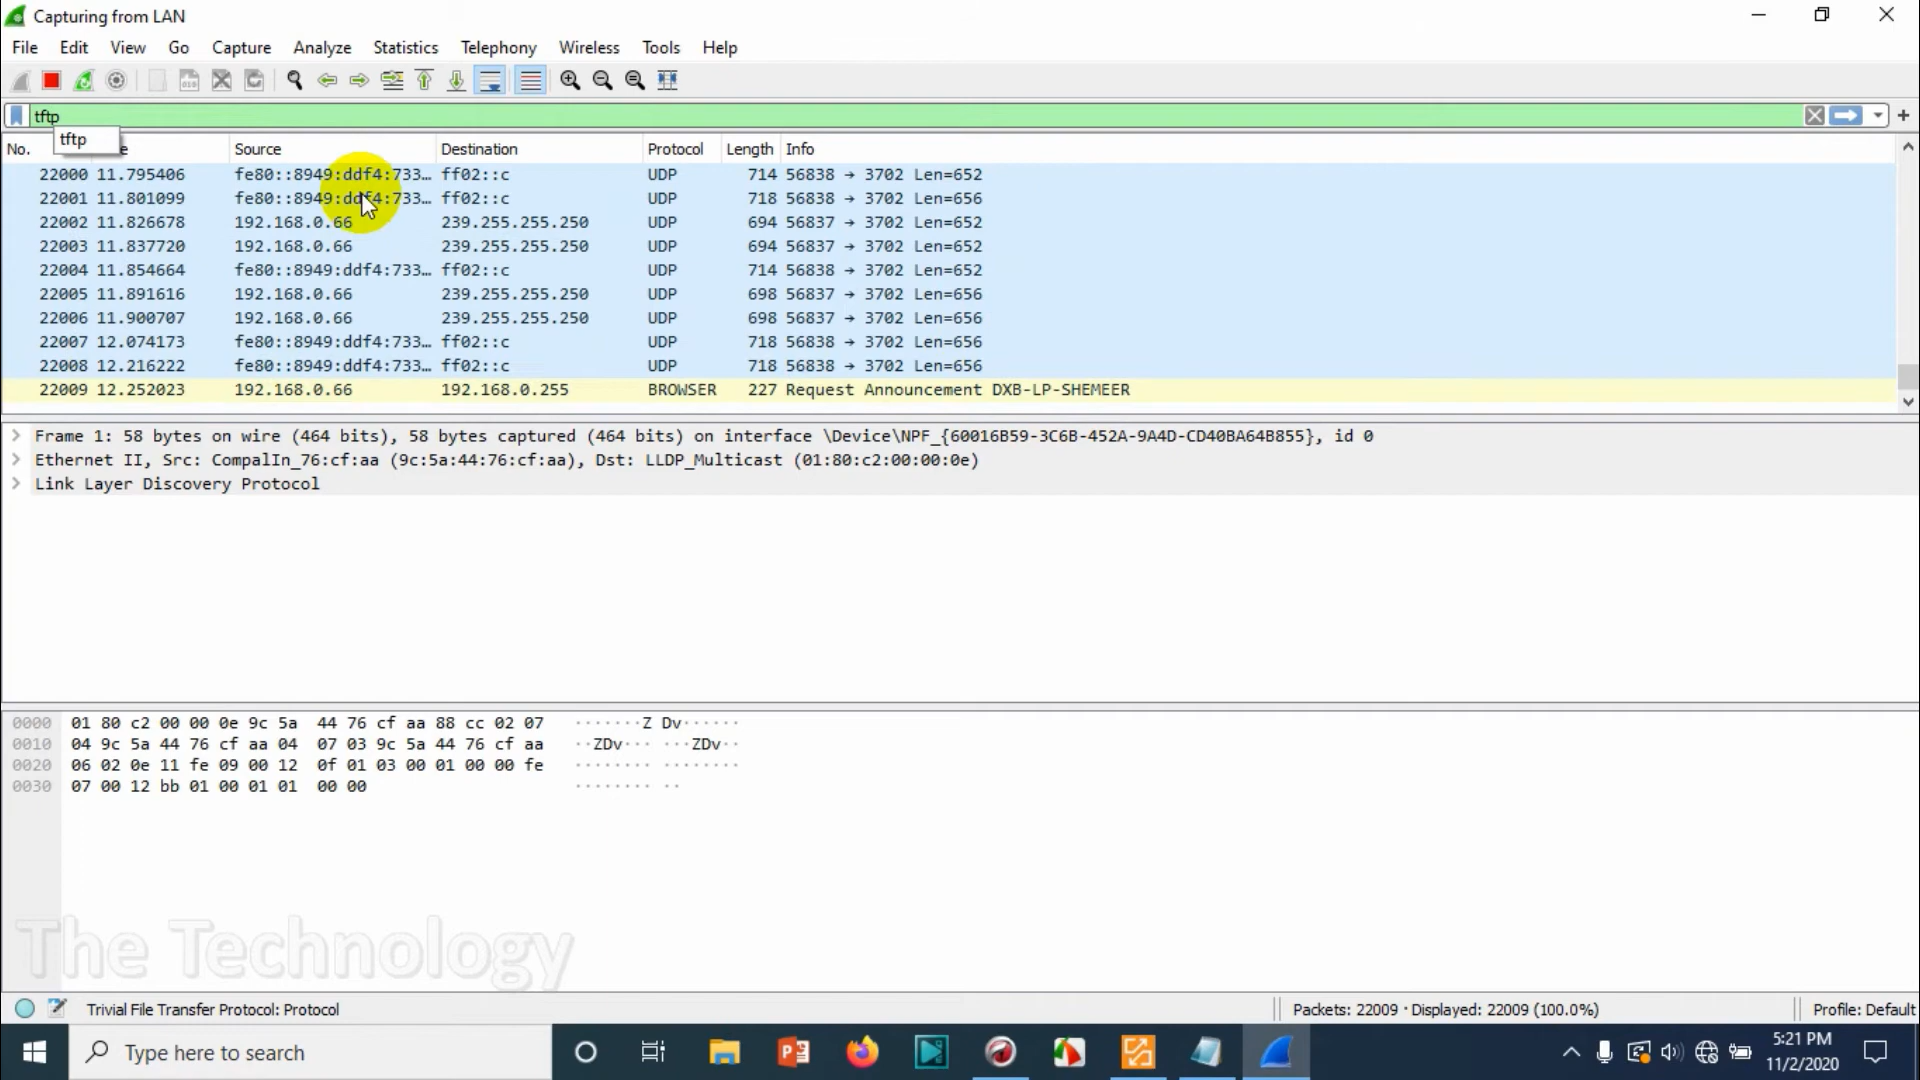 Capturing from LAN
File Edit View Go Capture Analyze Statistics Telephony Wireless Tools Help
tftp
tftp
No. e Source Destination Protocol Length Info
22000 11.795406 fe80::8949:ddf4:733… ff02::c UDP 714 56838 → 3702 Len=652
22001 11.801099 fe80::8949:ddf4:733… ff02::c UDP 718 56838 → 3702 Len=656
22002 11.826678 192.168.0.66 239.255.255.250 UDP 694 56837 → 3702 Len=652
22003 11.837720 192.168.0.66 239.255.255.250 UDP 694 56837 → 3702 Len=652
22004 11.854664 fe80::8949:ddf4:733… ff02::c UDP 714 56838 → 3702 Len=652
22005 11.891616 192.168.0.66 239.255.255.250 UDP 698 56837 → 3702 Len=656
22006 11.900707 192.168.0.66 239.255.255.250 UDP 698 56837 → 3702 Len=656
22007 12.074173 fe80::8949:ddf4:733… ff02::c UDP 718 56838 → 3702 Len=656
22008 12.216222 fe80::8949:ddf4:733… ff02::c UDP 718 56838 → 3702 Len=656
22009 12.252023 192.168.0.66 192.168.0.255 BROWSER 227 Request Announcement DXB-LP-SHEMEER
Frame 1: 58 bytes on wire (464 bits), 58 bytes captured (464 bits) on interface \Device\NPF_{60016B59-3C6B-452A-9A4D-CD40BA64B855}, id 0
Ethernet II, Src: CompalIn_76:cf:aa (9c:5a:44:76:cf:aa), Dst: LLDP_Multicast (01:80:c2:00:00:0e)
Link Layer Discovery Protocol
0000 01 80 c2 00 00 0e 9c 5a 44 76 cf aa 88 cc 02 07 ·······Z Dv······
0010 04 9c 5a 44 76 cf aa 04 07 03 9c 5a 44 76 cf aa ··ZDv··· ···ZDv··
0020 06 02 0e 11 fe 09 00 12 0f 01 03 00 01 00 00 fe ········ ········
0030 07 00 12 bb 01 00 01 01 00 00 ········ ··
The Technology
Trivial File Transfer Protocol: Protocol Packets: 22009 · Displayed: 22009 (100.0%) Profile: Default
Type here to search
5:21 PM
11/2/2020